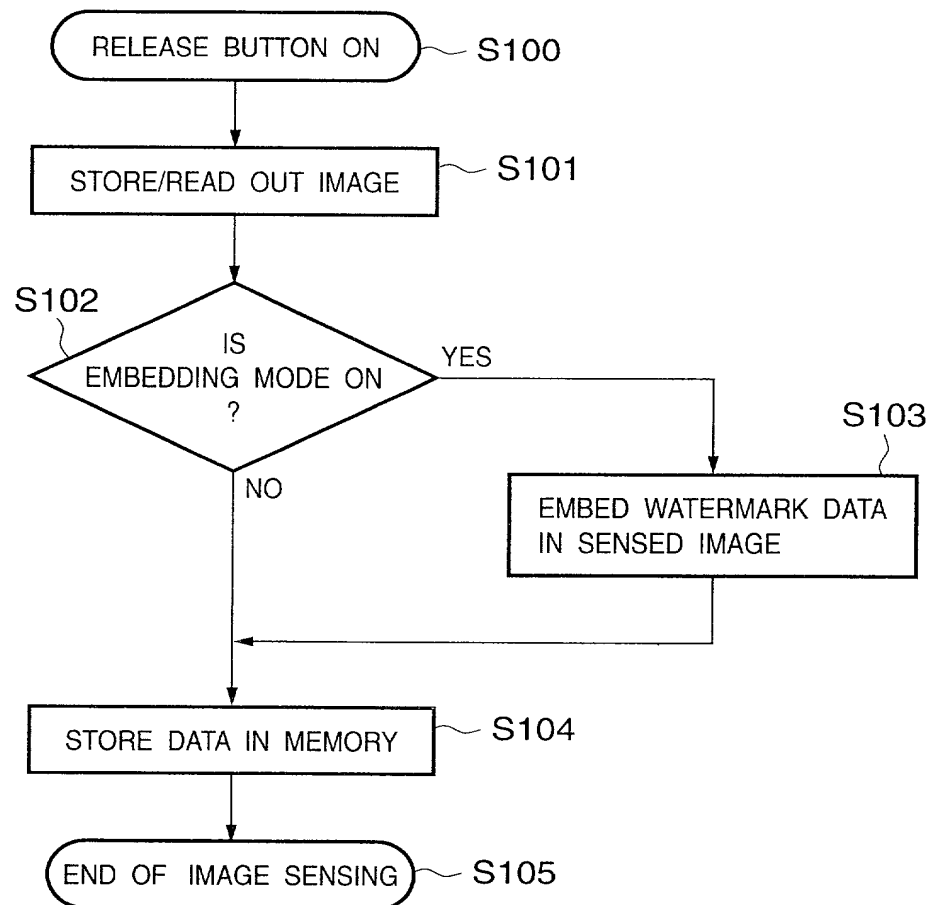 RELEASE BUTTON ON
S100
STORE/READ OUT IMAGE
S101
S102
IS
EMBEDDING MODE ON
?
YES
NO
S103
EMBED WATERMARK DATA
IN SENSED IMAGE
STORE DATA IN MEMORY
S104
END OF IMAGE SENSING
S105